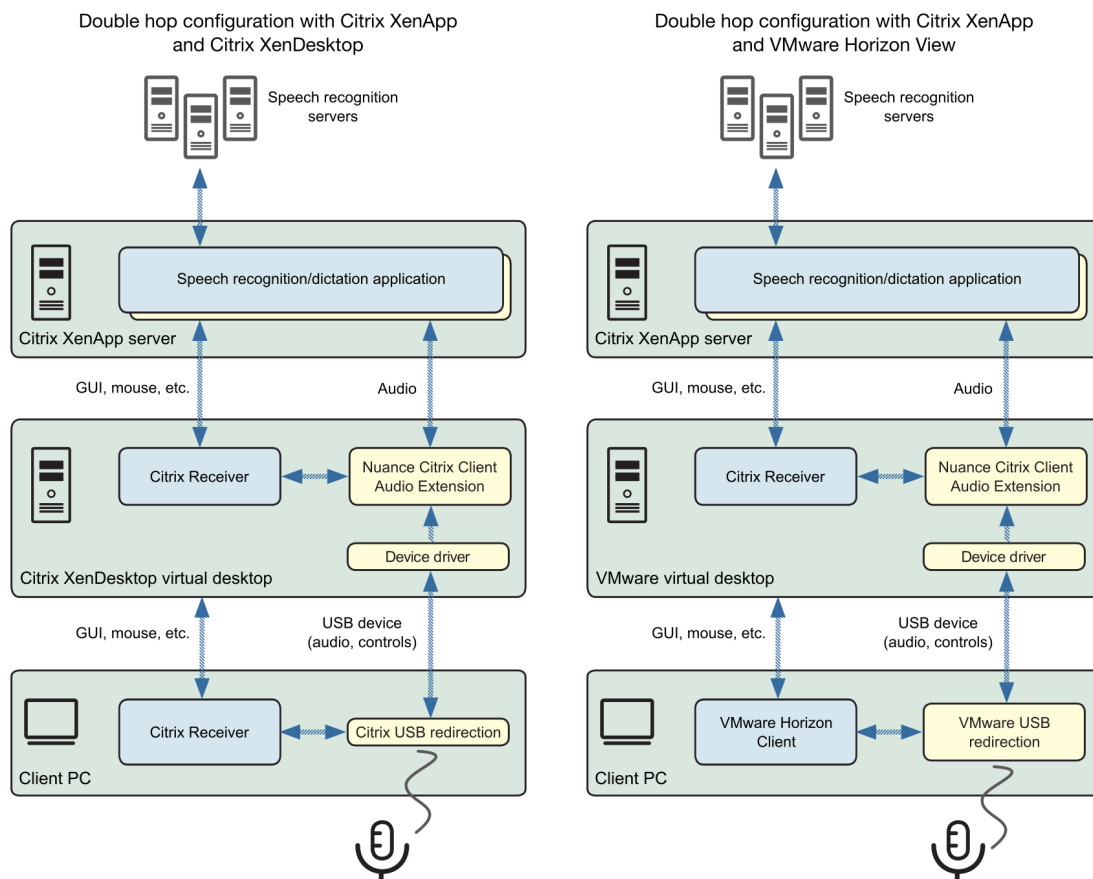 Double hop configuration with Citrix XenApp
and Citrix XenDesktop
Speech recognition
servers
Speech recognition/dictation application
Citrix XenApp server
GUI, mouse, etc.
Audio
Citrix Receiver
Nuance Citrix Client
Audio Extension
Device driver
Citrix XenDesktop virtual desktop
GUI, mouse, etc.
USB device
(audio, controls)
Citrix Receiver
Citrix USB redirection
Client PC
Double hop configuration with Citrix XenApp
and VMware Horizon View
Speech recognition
servers
Speech recognition/dictation application
Citrix XenApp server
GUI, mouse, etc.
Audio
Citrix Receiver
Nuance Citrix Client
Audio Extension
Device driver
VMware virtual desktop
GUI, mouse, etc.
USB device
(audio, controls)
VMware Horizon
Client
VMware USB
redirection
Client PC